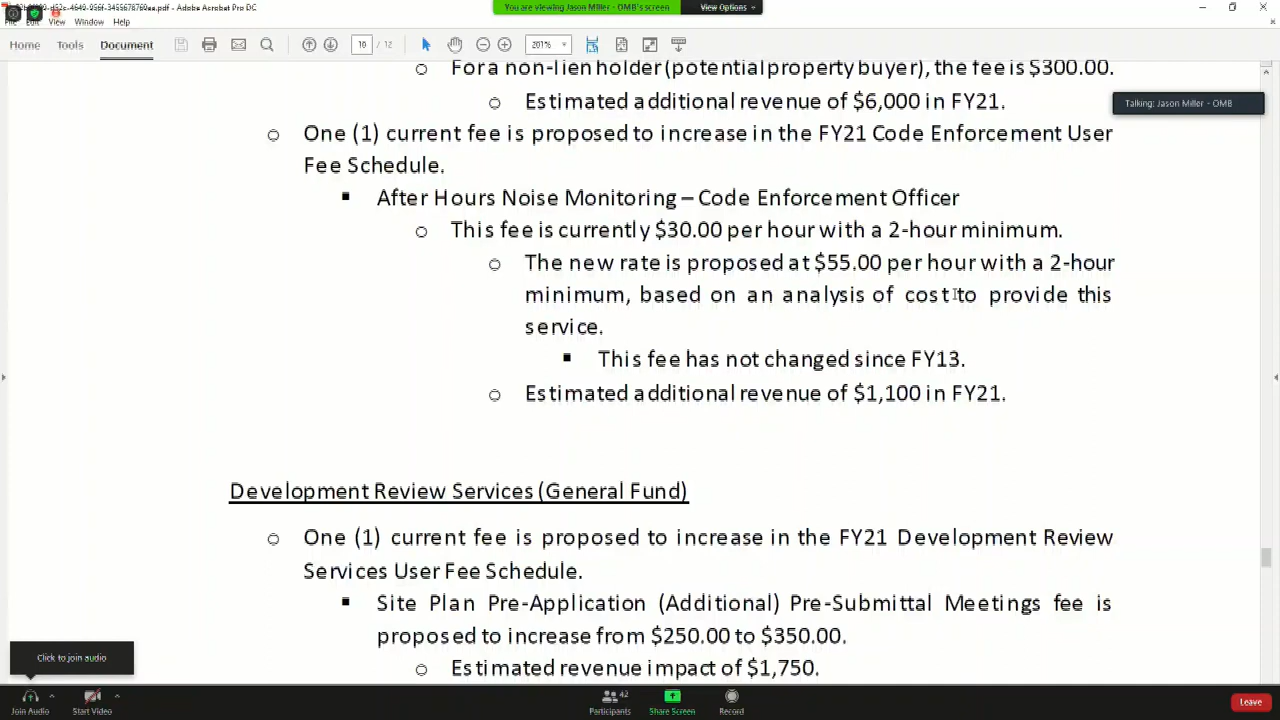 82c-4649-956f-3455678769ea.pdf - Adobe Acrobat Pro DC
You are viewing Jason Miller - OMB's screen
View Options
File Edit View Window Help
Home Tools Document
/ 12
201%
o For a non-lien holder (potential property buyer), the fee is $300.00.
Talking: Jason Miller - OMB
o Estimated additional revenue of $6,000 in FY21.
o One (1) current fee is proposed to increase in the FY21 Code Enforcement User
Fee Schedule.
▪ After Hours Noise Monitoring – Code Enforcement Officer
o This fee is currently $30.00 per hour with a 2-hour minimum.
o The new rate is proposed at $55.00 per hour with a 2-hour
minimum, based on an analysis of cost to provide this
service.
▪ This fee has not changed since FY13.
o Estimated additional revenue of $1,100 in FY21.
Development Review Services (General Fund)
o One (1) current fee is proposed to increase in the FY21 Development Review
Services User Fee Schedule.
▪ Site Plan Pre-Application (Additional) Pre-Submittal Meetings fee is
proposed to increase from $250.00 to $350.00.
o Estimated revenue impact of $1,750.
Click to join audio
42
Join Audio Start Video Participants Share Screen Record Leave